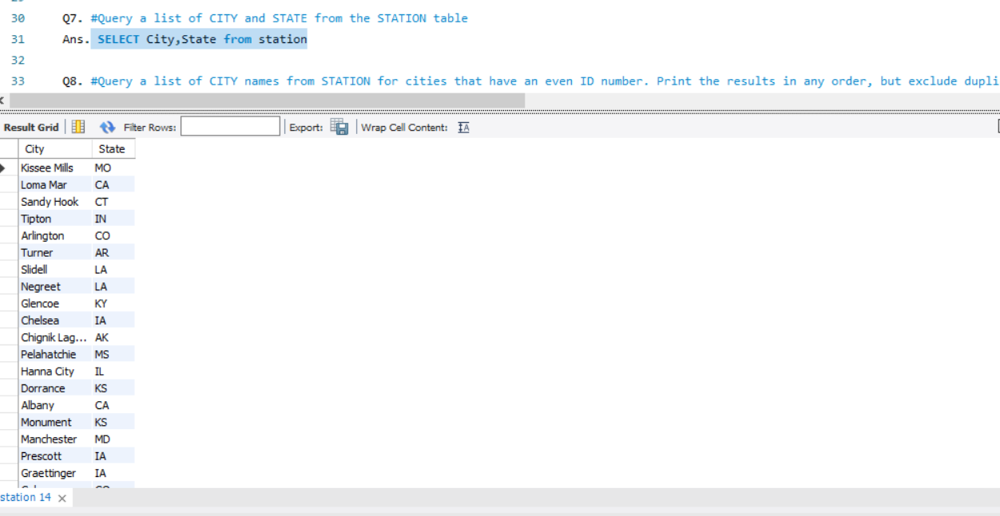 30 Q7. #Query a list of CITY and STATE from the STATION table
31 Ans. SELECT City,State from station
32
33 Q8. #Query a list of CITY names from STATION for cities that have an even ID number. Print the results in any order, but exclude dupli
Result Grid Filter Rows: Export: Wrap Cell Content: IA
City State
Kissee Mills MO
Loma Mar CA
Sandy Hook CT
Tipton IN
Arlington CO
Turner AR
Slidell LA
Negreet LA
Glencoe KY
Chelsea IA
Chignik Lag... AK
Pelahatchie MS
Hanna City IL
Dorrance KS
Albany CA
Monument KS
Manchester MD
Prescott IA
Graettinger IA
station 14 ×